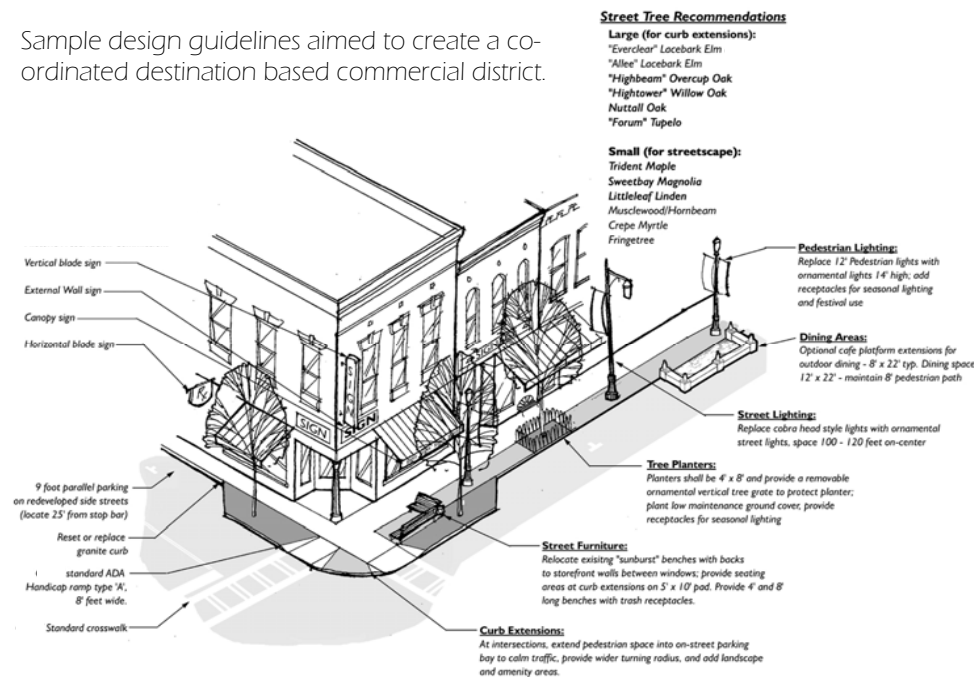 Sample design guidelines aimed to create a co-
ordinated destination based commercial district.
Street Tree Recommendations
Large (for curb extensions):
"Everclear" Lacebark Elm
"Allee" Lacebark Elm
"Highbeam" Overcup Oak
"Hightower" Willow Oak
Nuttall Oak
"Forum" Tupelo
Small (for streetscape):
Trident Maple
Sweetbay Magnolia
Littleleaf Linden
Musclewood/Hornbeam
Crepe Myrtle
Fringetree
Vertical blade sign
External Wall sign
Canopy sign
Horizontal blade sign
9 foot parallel parking
on redeveloped side streets
(locate 25' from stop bar)
Reset or replace
granite curb
standard ADA
Handicap ramp type 'A',
8' feet wide.
Standard crosswalk
SIGN
SIGN
SIGN
SIGN
Pedestrian Lighting:
Replace 12' Pedestrian lights with
ornamental lights 14' high; add
receptacles for seasonal lighting
and festival use
Dining Areas:
Optional cafe platform extensions for
outdoor dining - 8' x 22' typ. Dining space
12' x 22' - maintain 8' pedestrian path
Street Lighting:
Replace cobra head style lights with ornamental
street lights, space 100 - 120 feet on-center
Tree Planters:
Planters shall be 4' x 8' and provide a removable
ornamental vertical tree grate to protect planter;
plant low maintenance ground cover, provide
receptacles for seasonal lighting
Street Furniture:
Relocate exisitng "sunburst" benches with backs
to storefront walls between windows; provide seating
areas at curb extensions on 5' x 10' pad. Provide 4' and 8'
long benches with trash receptacles.
Curb Extensions:
At intersections, extend pedestrian space into on-street parking
bay to calm traffic, provide wider turning radius, and add landscape
and amenity areas.